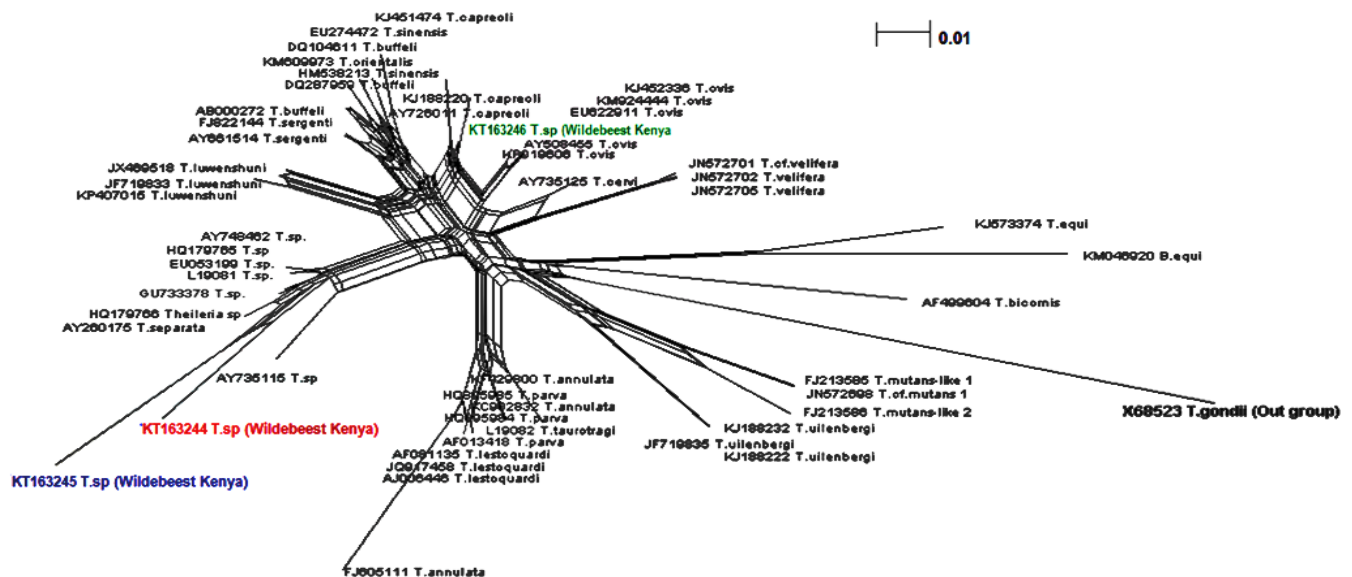 KJ451474 T.capreoli
EU274472 T.sinensis
DQ104611 T.buffeli
KM609973 T.orientalis
HM538213 T.sinensis
DQ287959 T.buffeli
AB000272 T.buffeli
FJ822144 T.sergenti
AY661514 T.sergenti
JX469518 T.luwenshuni
JF719833 T.luwenshuni
KP407015 T.luwenshuni
KJ188220 T.capreoli
AY726011 T.capreoli
KJ452336 T.ovis
KM924444 T.ovis
EU622911 T.ovis
KT163246 T.sp (Wildebeest Kenya
AY508455 T.ovis
T.ovis
AY735125 T.cervi
0.01
JN572701 T.cf.velifera
JN572702 T.velifera
JN572705 T.velifera
KJ573374 T.equi
KM046920 B.equi
AF499604 T.bicornis
X68523 T.gondii (Out group)
AY748462 T.sp.
HQ179765 T.sp
EU053199 T.sp.
L19081 T.sp.
GU733378 T.sp.
HQ179766 Theileria sp
AY260175 T.separata
AY735115 T.sp
KT163244 T.sp (Wildebeest Kenya)
KT163245 T.sp (Wildebeest Kenya)
T.annulata
T.parva
T.annulata
T.parva
L19082 T.taurotragi
AF013418 T.parva
AF081135 T.lestoquardi
JQ917458 T.lestoquardi
AJ006446 T.lestoquardi
FJ605111 T.annulata
FJ213585 T.mutans-like 1
JN572698 T.cf.mutans 1
FJ213586 T.mutans-like 2
KJ188232 T.uilenbergi
JF719835 T.uilenbergi
KJ188222 T.uilenbergi